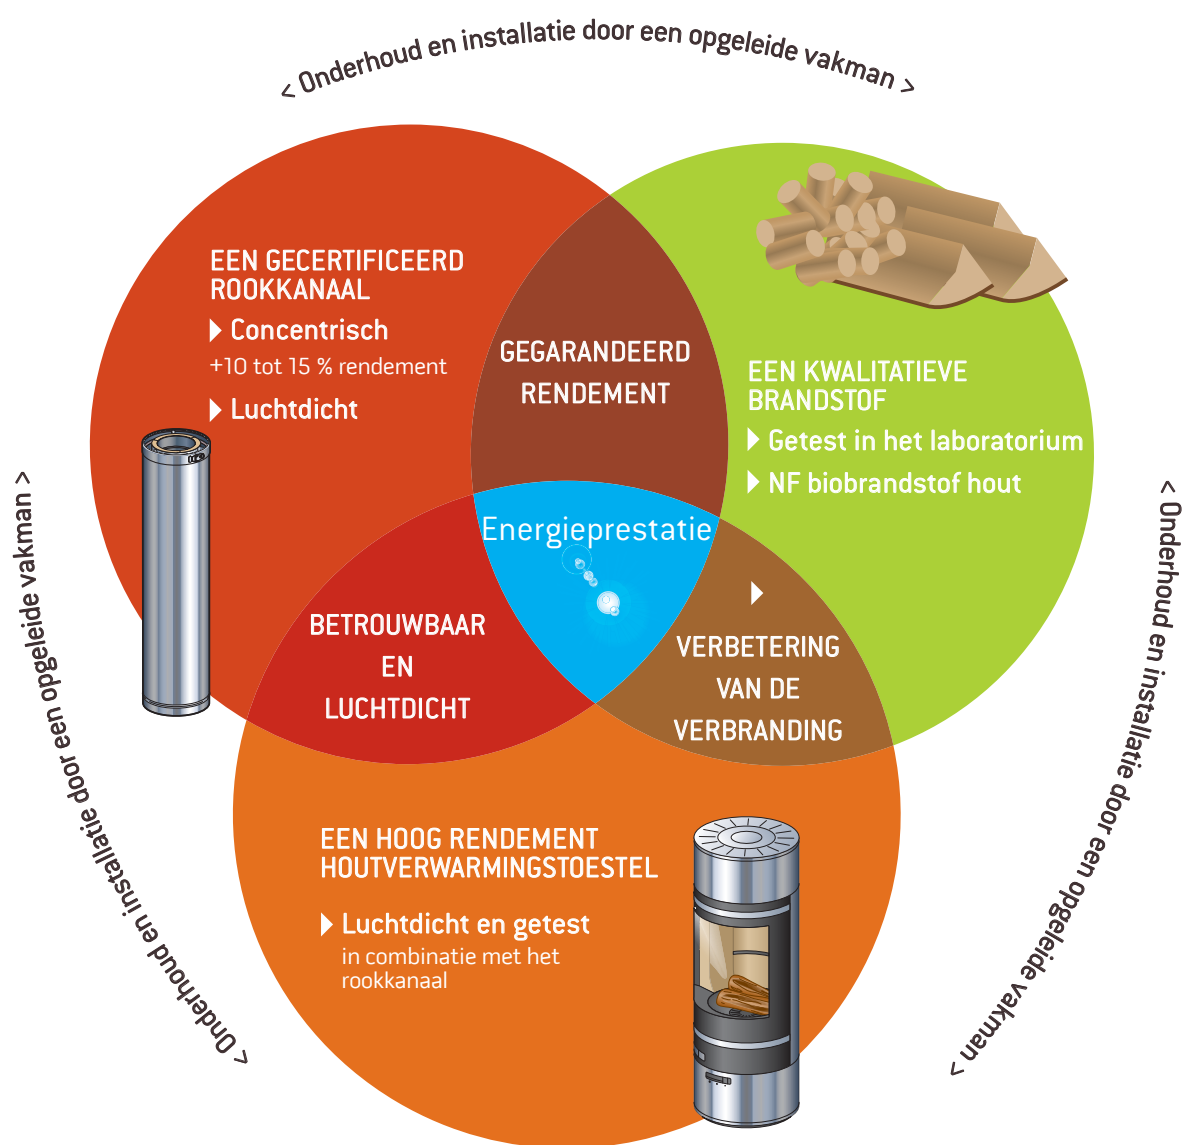 < Onderhoud en installatie door een opgeleide vakman >
EEN GECERTIFICEERD
ROOKKANAAL
Concentrisch
+10 tot 15 % rendement
Luchtdicht
GEGARANDEERD
RENDEMENT
EEN KWALITATIEVE
BRANDSTOF
Getest in het laboratorium
NF biobrandstof hout
Energieprestatie
BETROUWBAAR
EN
LUCHTDICHT
VERBETERING
VAN DE
VERBRANDING
EEN HOOG RENDEMENT
HOUTVERWARMINGSTOESTEL
Luchtdicht en getest
in combinatie met het
rookkanaal
< Onderhoud en installatie door een opgeleide vakman >
< Onderhoud en installatie door een opgeleide vakman >